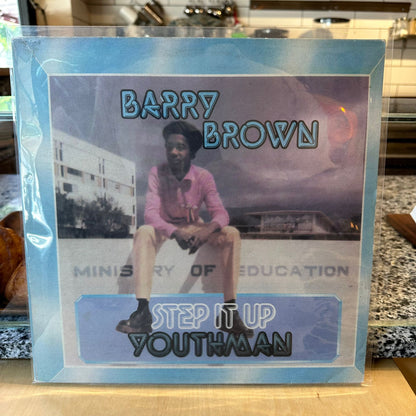 BARRY
BROWN
MINISTRY OF EDUCATION
STEP IT UP
YOUTHMAN